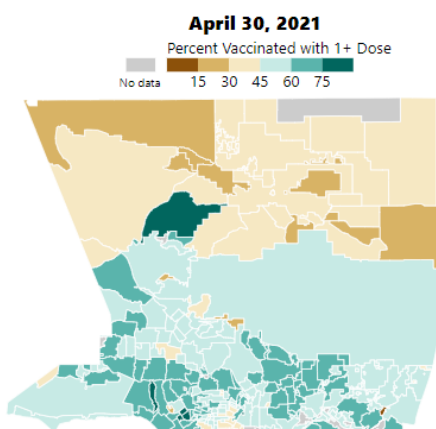 April 30, 2021
Percent Vaccinated with 1+ Dose
No data 15 30 45 60 75